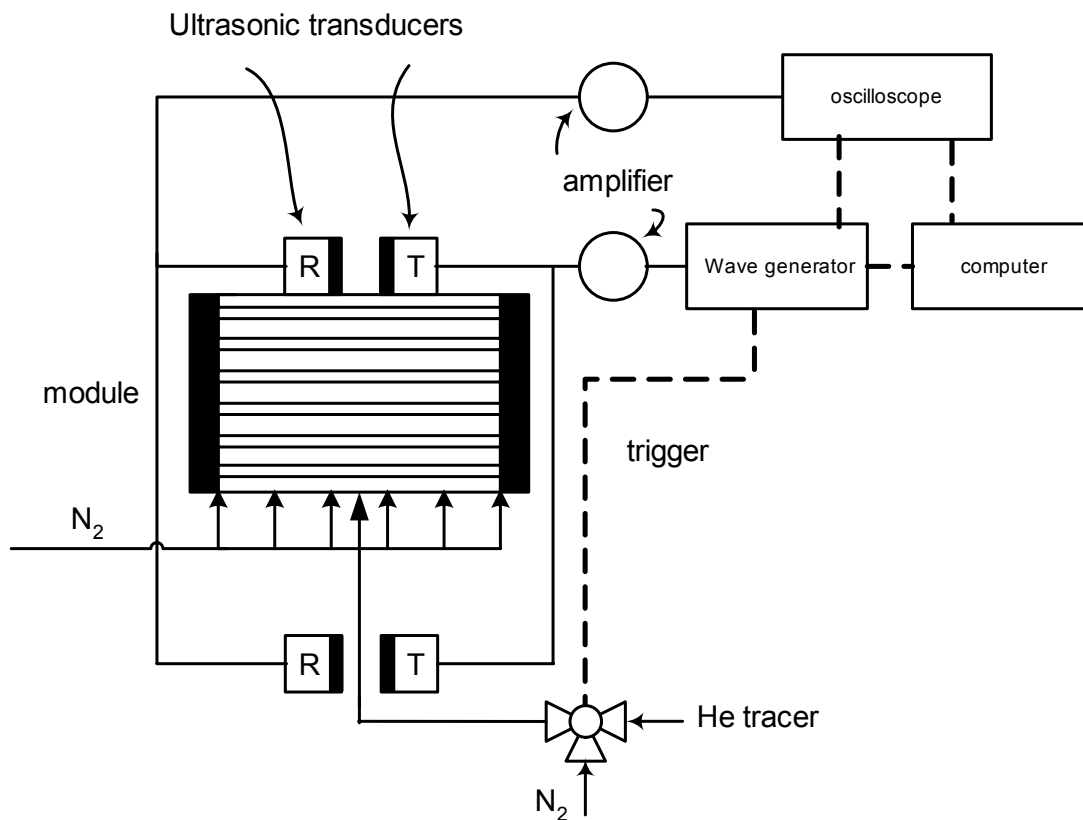 Ultrasonic transducers
oscilloscope
amplifier
R
T
Wave generator
computer
module
trigger
N2
R
T
He tracer
N2